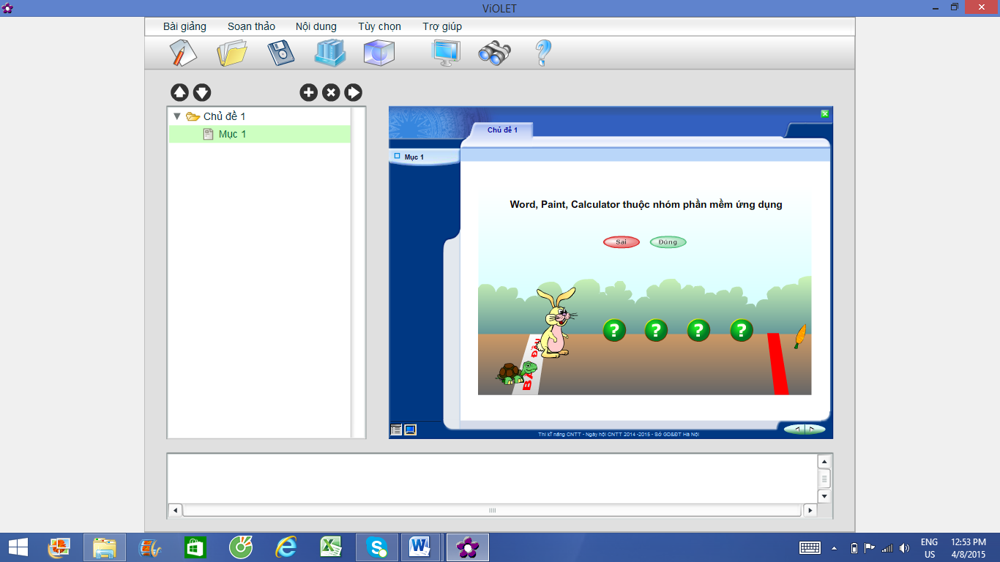 ViOLET
Bài giảng Soạn thảo Nội dung Tùy chọn Trợ giúp
Chủ đề 1
Mục 1
Chủ đề 1
Mục 1
Word, Paint, Calculator thuộc nhóm phần mềm ứng dụng
Sai Đúng
? ? ? ?
BẮT ĐẦU
Thi kĩ năng CNTT - Ngày hội CNTT 2014 -2015 - Sở GD&ĐT Hà Nội
ENG 12:53 PM
US 4/8/2015